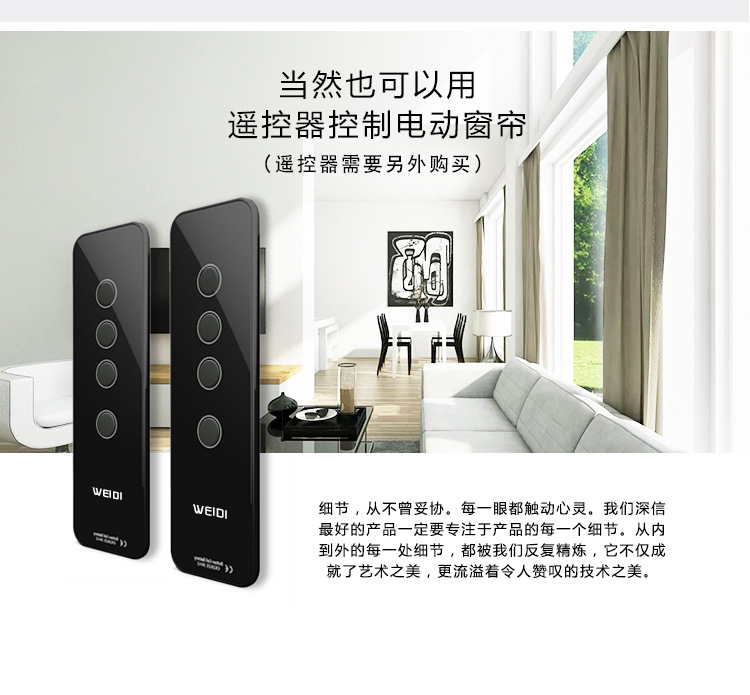 当然也可以用
遥控器控制电动窗帘
（遥控器需要另外购买）
WEIDI
WEIDI
细节，从不曾妥协。每一眼都触动心灵。我们深信
最好的产品一定要专注于产品的每一个细节。从内
到外的每一处细节，都被我们反复精炼，它不仅成
就了艺术之美，更流溢着令人赞叹的技术之美。